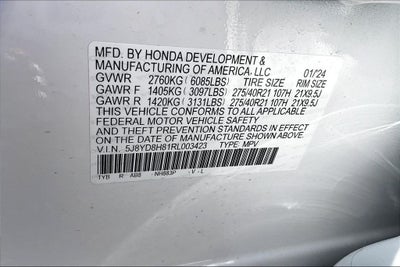 MFD. BY HONDA DEVELOPMENT &
MANUFACTURING OF AMERICA, LLC 01/24
GVWR 2760KG (6085LBS) TIRE SIZE RIM SIZE
GAWR F 1405KG (3097LBS) 275/40R21 107H 21X9.5J
GAWR R 1420KG (3131LBS) 275/40R21 107H 21X9.5J
THIS VEHICLE CONFORMS TO ALL APPLICABLE
FEDERAL MOTOR VEHICLE SAFETY
AND THEFT PREVENTION STANDARDS IN EFFECT
ON THE DATE OF MANUFACTURE SHOWN ABOVE.
V.I.N. 5J8YD8H81RL003423 TYPE: MPV
TYB R ABB NH883P - V - L